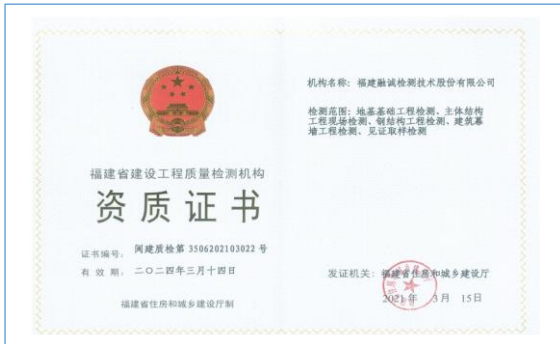 福建省建设工程质量检测机构
资质证书
证书编号： 闽建质检第 3506202103022 号
有 效 期： 二〇二四年三月十四日
福建省住房和城乡建设厅制
机构名称：福建融诚检测技术股份有限公司
检测范围：地基基础工程检测、主体结构
工程现场检测、钢结构工程检测、建筑幕
墙工程检测、见证取样检测
发证机关：福建省住房和城乡建设厅
2021 年 3月 15日